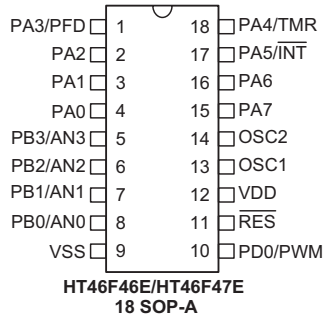 PA3/PFD 1 18 PA4/TMR
PA2 2 17 PA5/INT
PA1 3 16 PA6
PA0 4 15 PA7
PB3/AN3 5 14 OSC2
PB2/AN2 6 13 OSC1
PB1/AN1 7 12 VDD
PB0/AN0 8 11 RES
VSS 9 10 PD0/PWM
HT46F46E/HT46F47E
18 SOP-A